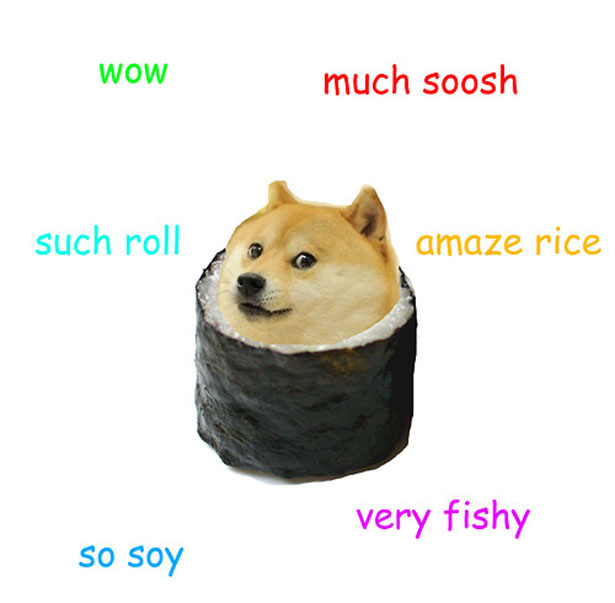 wow
much soosh
such roll
amaze rice
very fishy
so soy